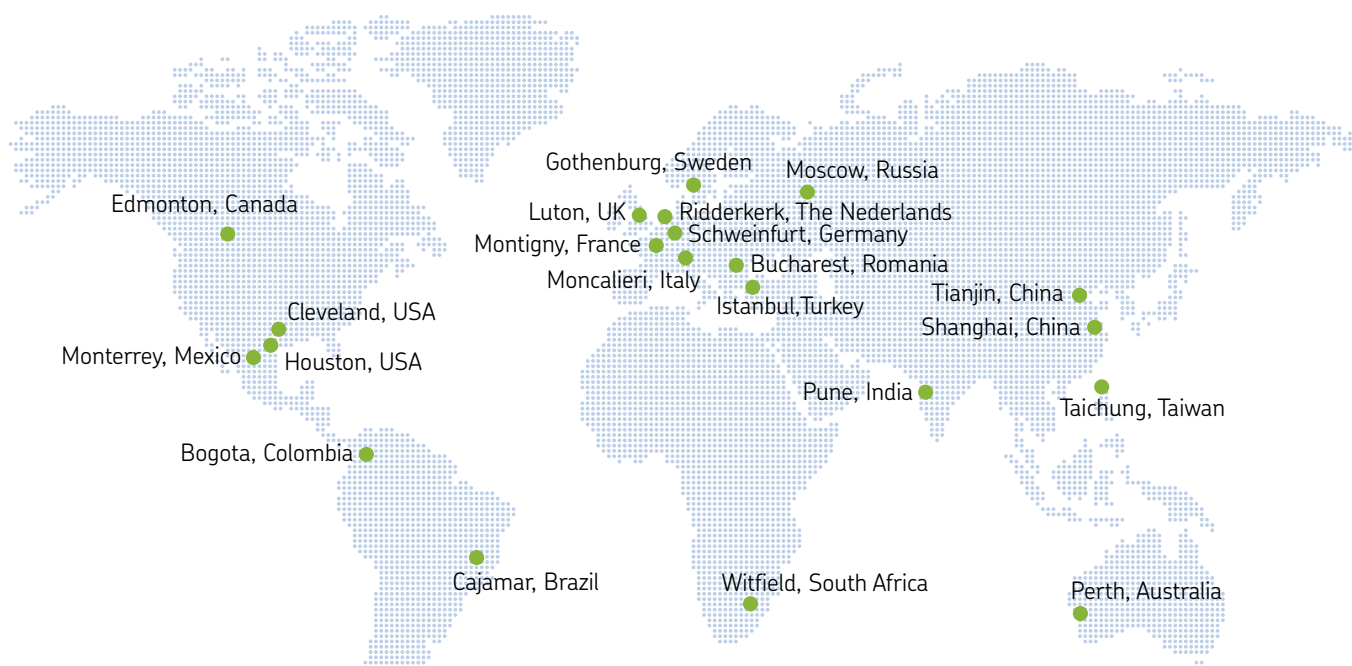 Gothenburg, Sweden
Moscow, Russia
Edmonton, Canada
Luton, UK
Ridderkerk, The Nederlands
Schweinfurt, Germany
Montigny, France
Bucharest, Romania
Moncalieri, Italy
Tianjin, China
Istanbul,Turkey
Cleveland, USA
Shanghai, China
Monterrey, Mexico
Houston, USA
Pune, India
Taichung, Taiwan
Bogota, Colombia
Cajamar, Brazil
Witfield, South Africa
Perth, Australia